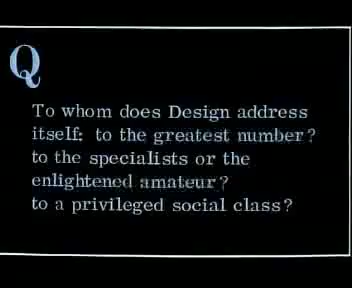 Q
To whom does Design address
itself: to the greatest number?
to the specialists or the
enlightened amateur?
to a privileged social class?